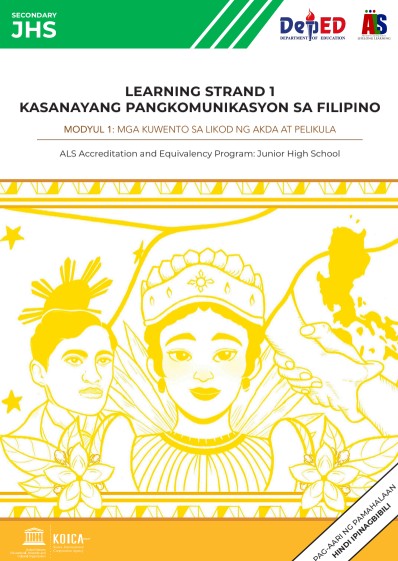 SECONDARY
JHS
DepED
DEPARTMENT OF EDUCATION
ALS
LEARNING STRAND 1
KASANAYANG PANGKOMUNIKASYON SA FILIPINO
MODYUL 1: MGA KUWENTO SA LIKOD NG AKDA AT PELIKULA
ALS Accreditation and Equivalency Program: Junior High School
PAG-AARI NG PAMAHALAAN
HINDI IPINAGBIBILI
unesco
KOICA